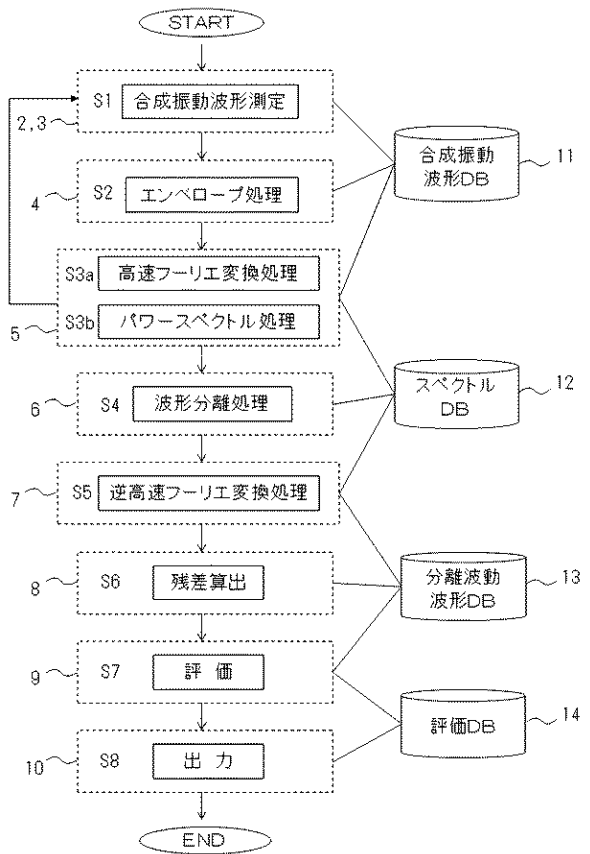 START
S1 合成振動波形測定
2,3
合成振動
波形DB
11
S2 エンベロープ処理
4
S3a 高速フーリエ変換処理
S3b パワースペクトル処理
5
スペクトル
DB
12
S4 波形分離処理
6
S5 逆高速フーリエ変換処理
7
S6 残差算出
8
分離波動
波形DB
13
S7 評 価
9
評価DB
14
S8 出 力
10
END